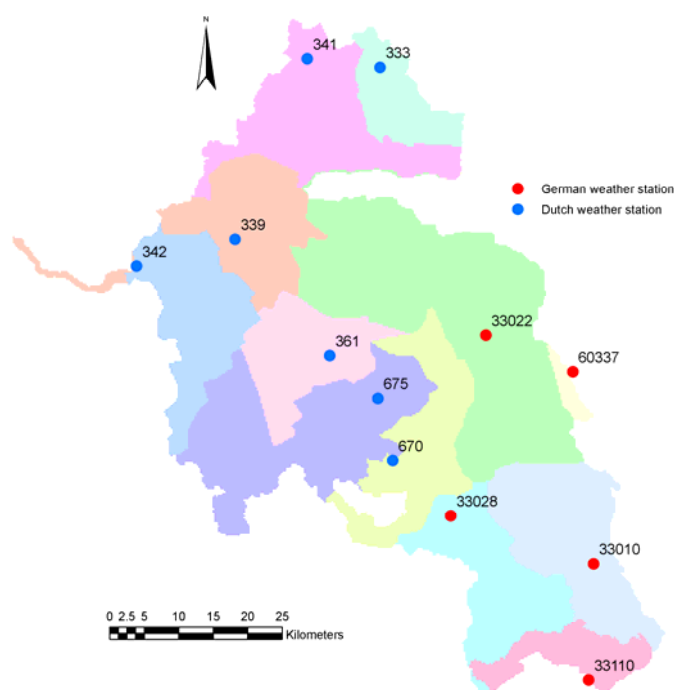 N
341
333
German weather station
Dutch weather station
339
342
33022
361
60337
675
670
33028
33010
0 2.5 5 10 15 20 25
Kilometers
33110